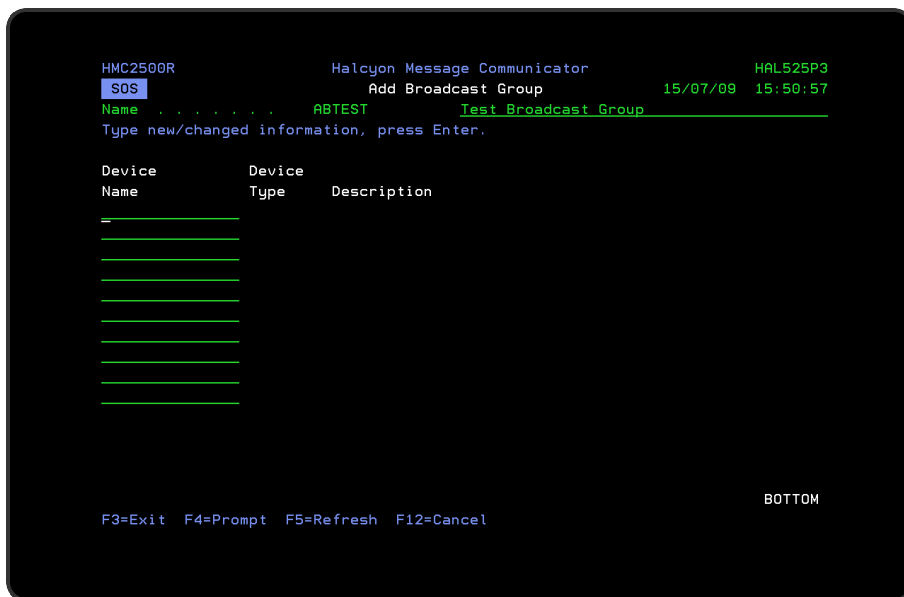 HMC2500R Halcyon Message Communicator HAL525P3
SOS Add Broadcast Group 15/07/09 15:50:57
Name . . . . . . . ABTEST Test Broadcast Group
Type new/changed information, press Enter.
Device Device
Name Type Description
BOTTOM
F3=Exit F4=Prompt F5=Refresh F12=Cancel